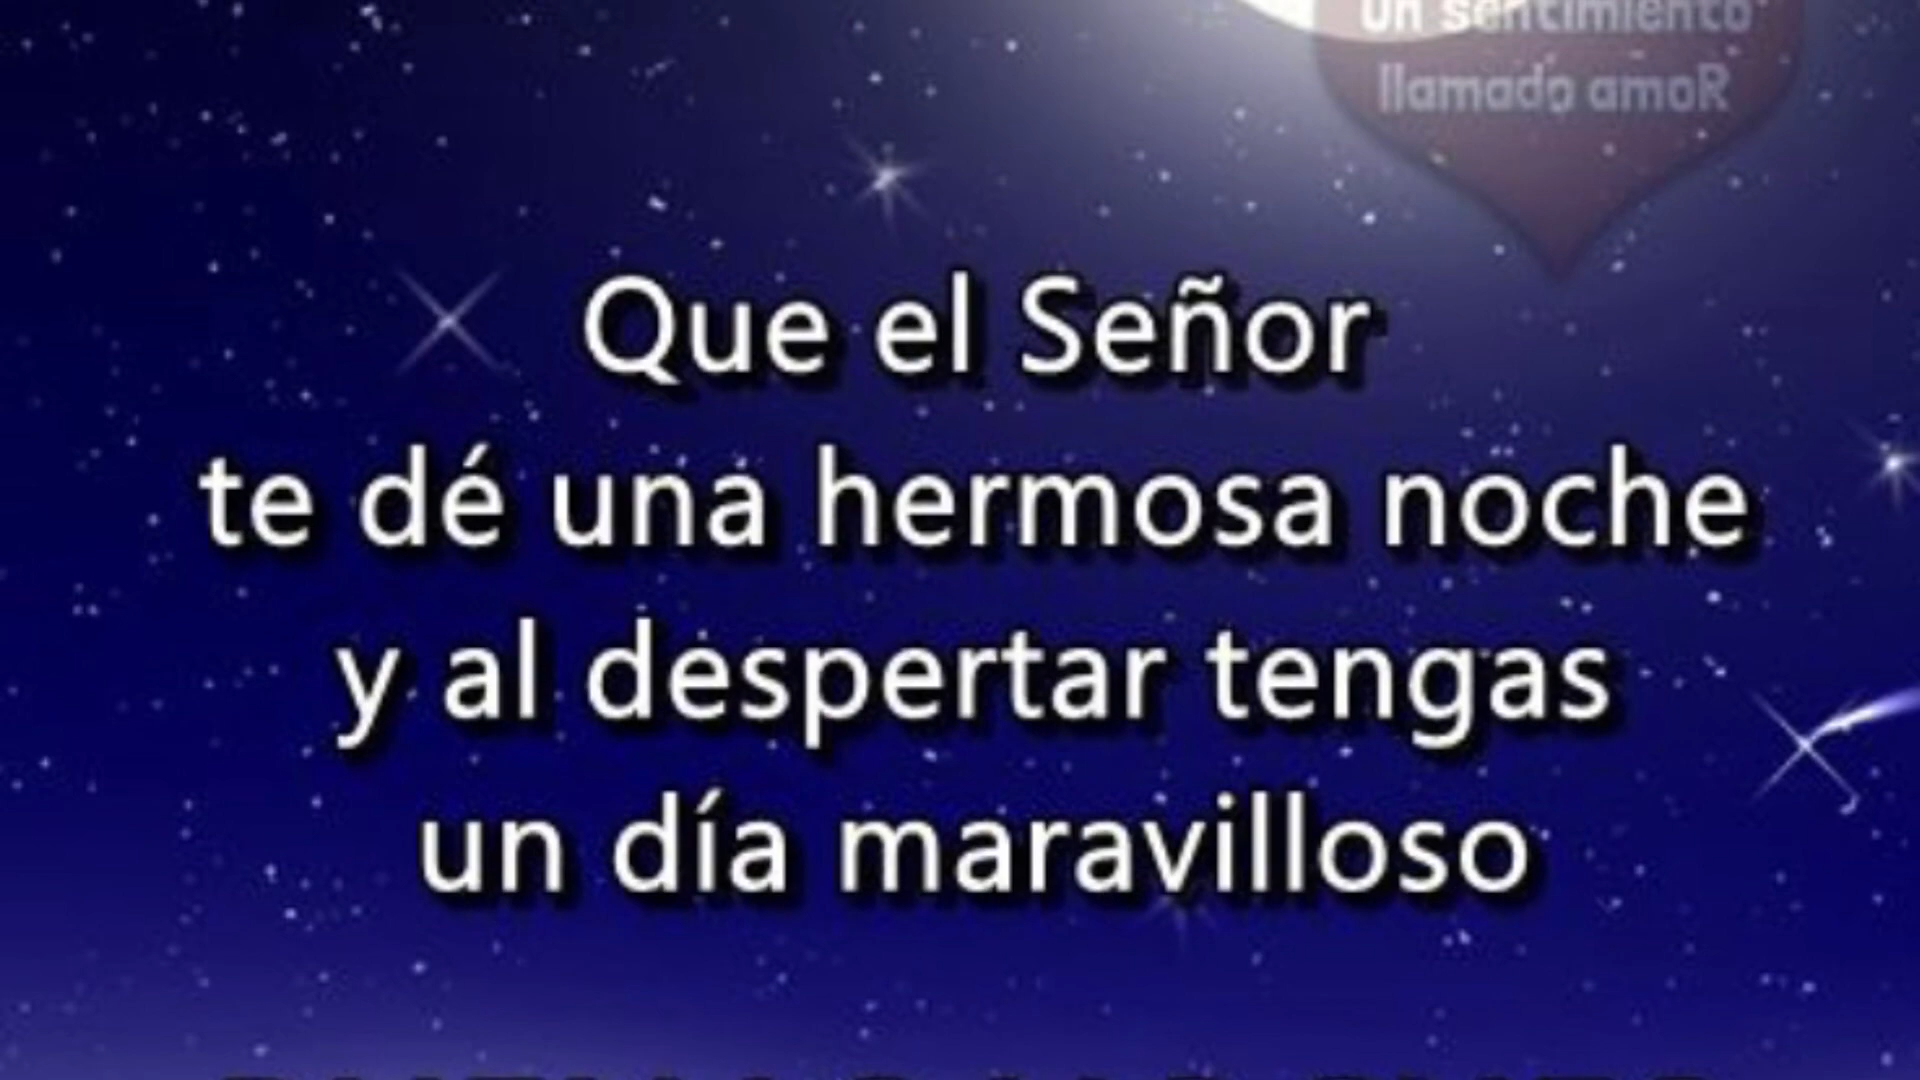 un sentimiento
llamado amoR
Que el Señor
te dé una hermosa noche
y al despertar tengas
un día maravilloso